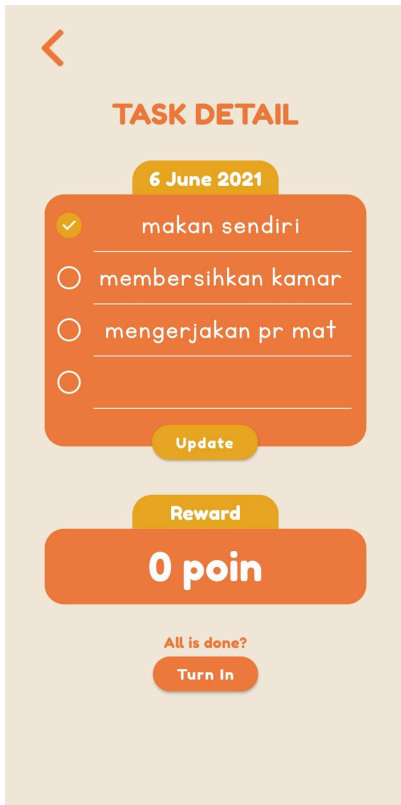 TASK DETAIL
6 June 2021
makan sendiri
membersihkan kamar
mengerjakan pr mat
Update
Reward
0 poin
All is done?
Turn In